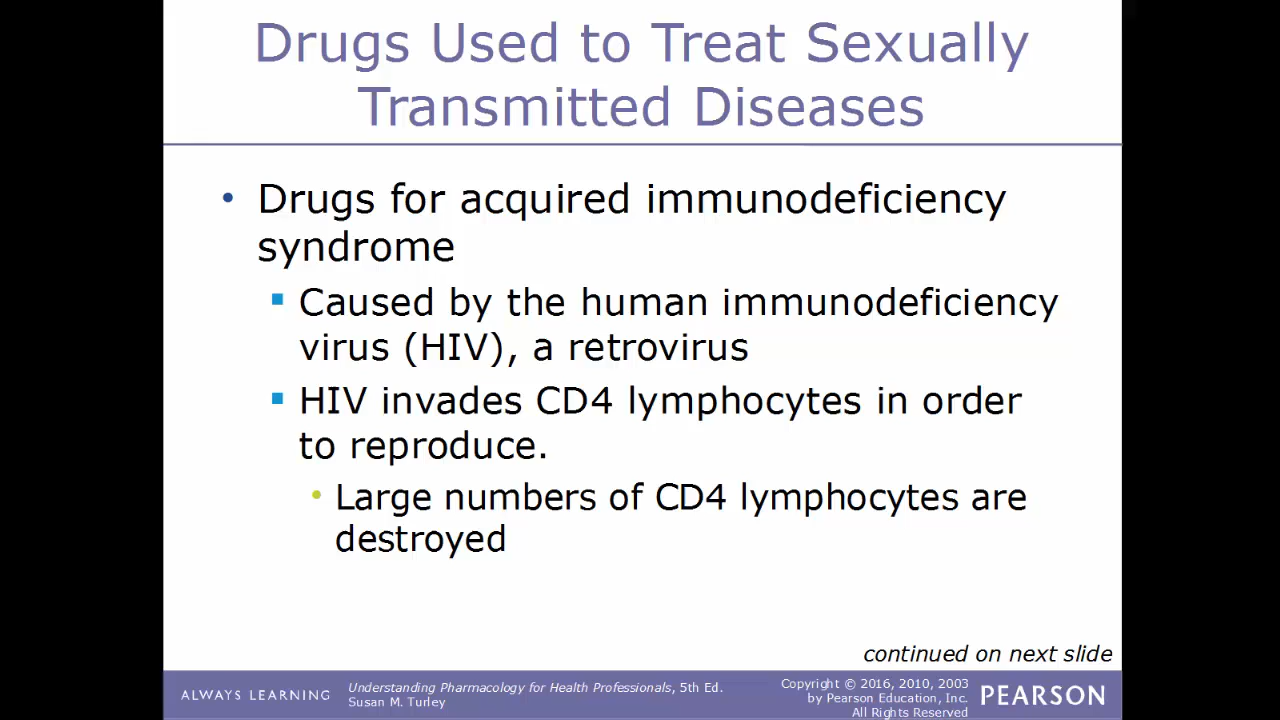 Drugs Used to Treat Sexually
Transmitted Diseases
• Drugs for acquired immunodeficiency
syndrome
▪ Caused by the human immunodeficiency
virus (HIV), a retrovirus
▪ HIV invades CD4 lymphocytes in order
to reproduce.
• Large numbers of CD4 lymphocytes are
destroyed
continued on next slide
ALWAYS LEARNING
Understanding Pharmacology for Health Professionals, 5th Ed.
Susan M. Turley
Copyright © 2016, 2010, 2003
by Pearson Education, Inc.
All Rights Reserved
PEARSON